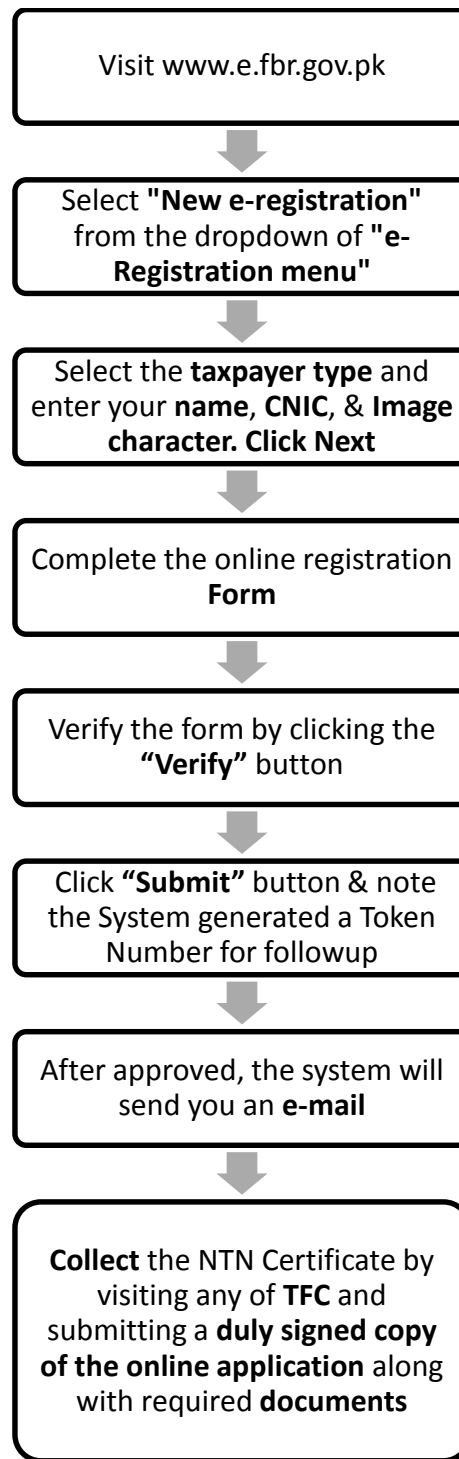 Visit www.e.fbr.gov.pk
Select "New e-registration"
from the dropdown of "e-
Registration menu"
Select the taxpayer type and
enter your name, CNIC, & Image
character. Click Next
Complete the online registration
Form
Verify the form by clicking the
“Verify” button
Click “Submit” button & note
the System generated a Token
Number for followup
After approved, the system will
send you an e-mail
Collect the NTN Certificate by
visiting any of TFC and
submitting a duly signed copy
of the online application along
with required documents